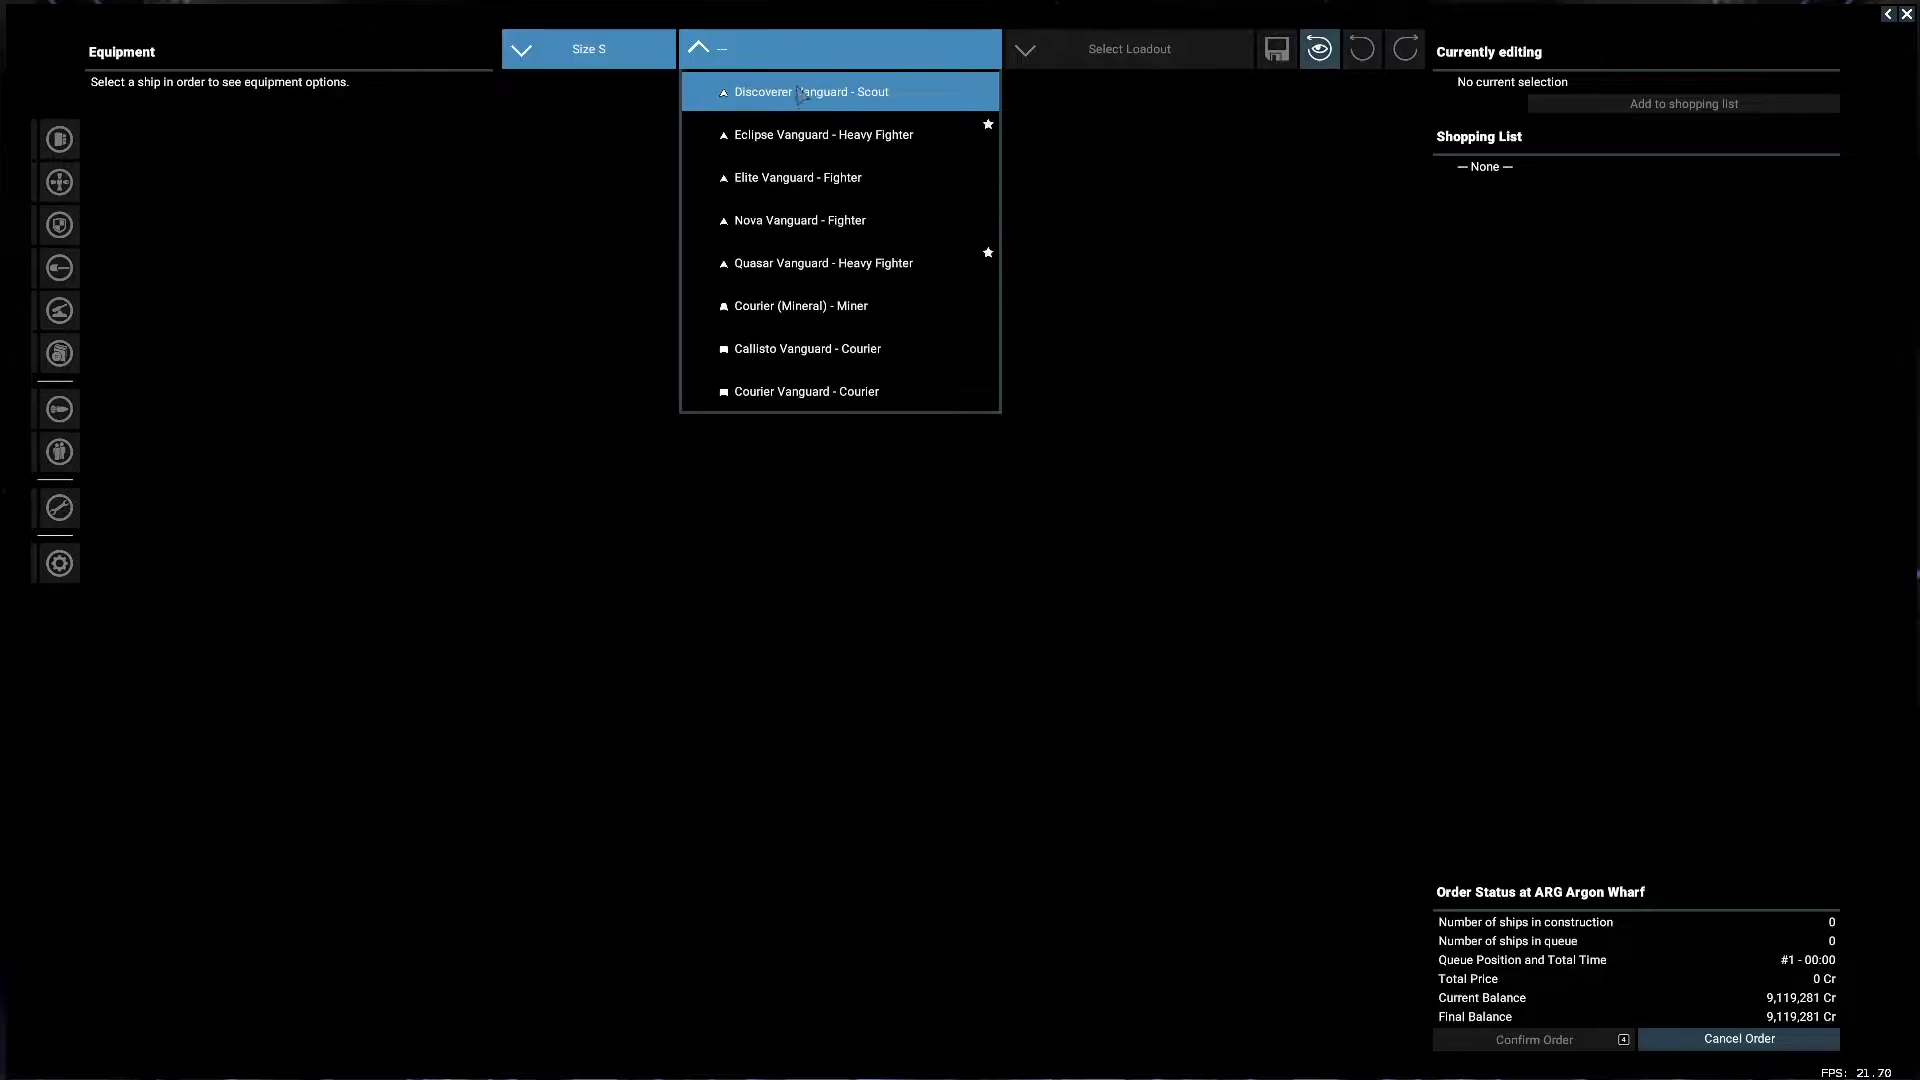 Equipment
Select a ship in order to see equipment options.
Size S
---
Select Loadout
Discoverer Vanguard - Scout
Eclipse Vanguard - Heavy Fighter
Elite Vanguard - Fighter
Nova Vanguard - Fighter
Quasar Vanguard - Heavy Fighter
Courier (Mineral) - Miner
Callisto Vanguard - Courier
Courier Vanguard - Courier
Currently editing
No current selection
Add to shopping list
Shopping List
— None —
Order Status at ARG Argon Wharf
Number of ships in construction 0
Number of ships in queue 0
Queue Position and Total Time #1 - 00:00
Total Price 0 Cr
Current Balance 9,119,281 Cr
Final Balance 9,119,281 Cr
Confirm Order 4 Cancel Order
FPS: 21.70